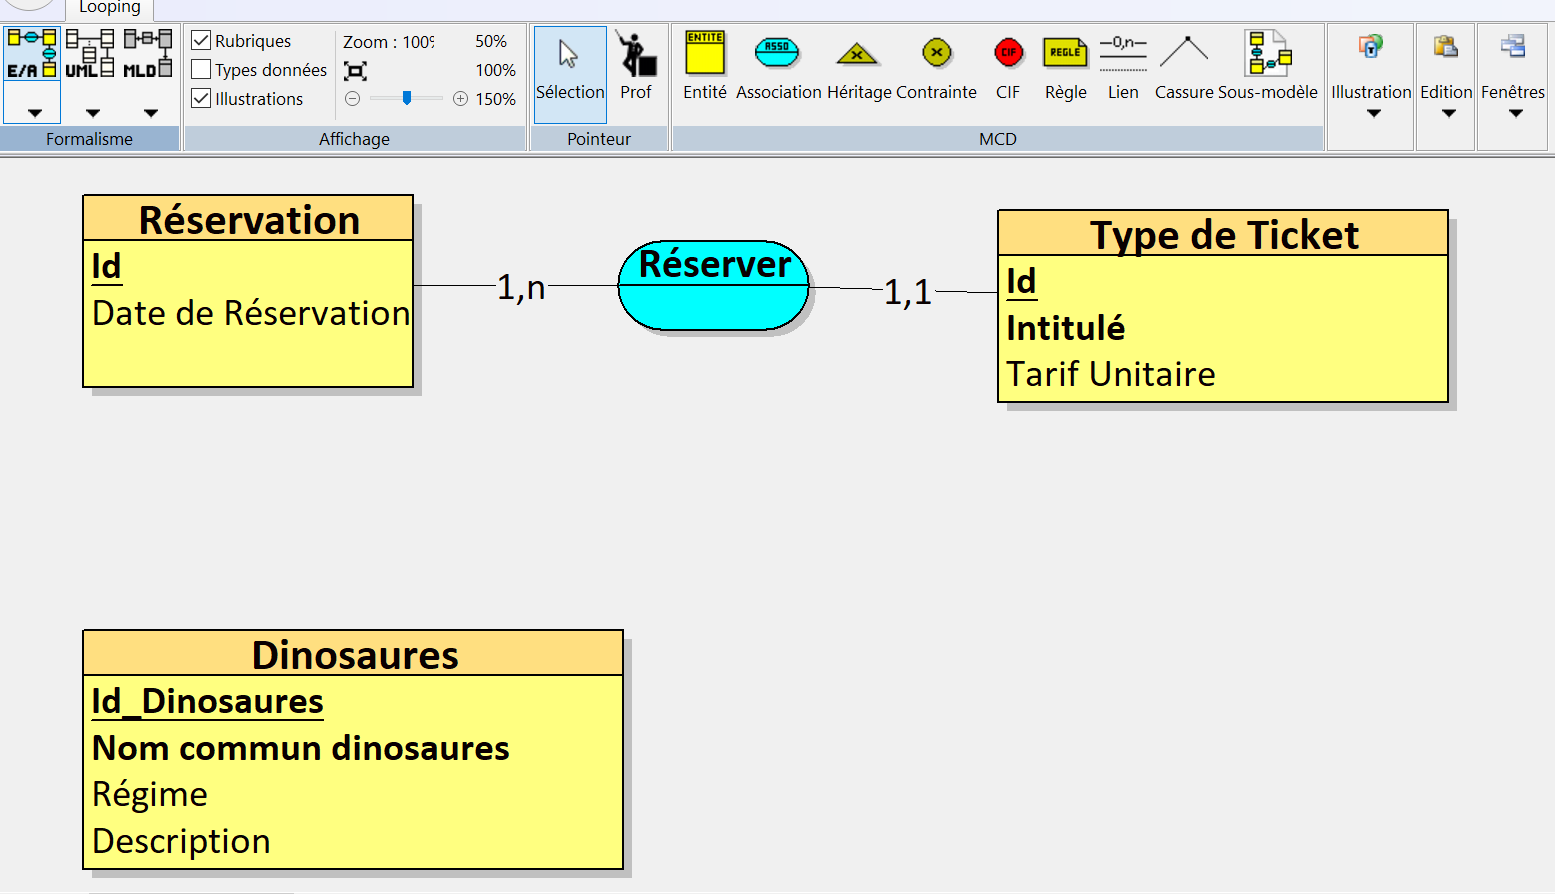 Looping
E/A
UML
MLD
Formalisme
Rubriques
Types données
Illustrations
Zoom : 100%
50%
100%
150%
Affichage
Sélection
Prof
Pointeur
ENTITE
Entité
ASSO
Association
Héritage
Contrainte
CIF
CIF
REGLE
Règle
0,n
Lien
Cassure
Sous-modèle
MCD
Illustration
Edition
Fenêtres
Réservation
Id
Date de Réservation
1,n
Réserver
1,1
Type de Ticket
Id
Intitulé
Tarif Unitaire
Dinosaures
Id_Dinosaures
Nom commun dinosaures
Régime
Description